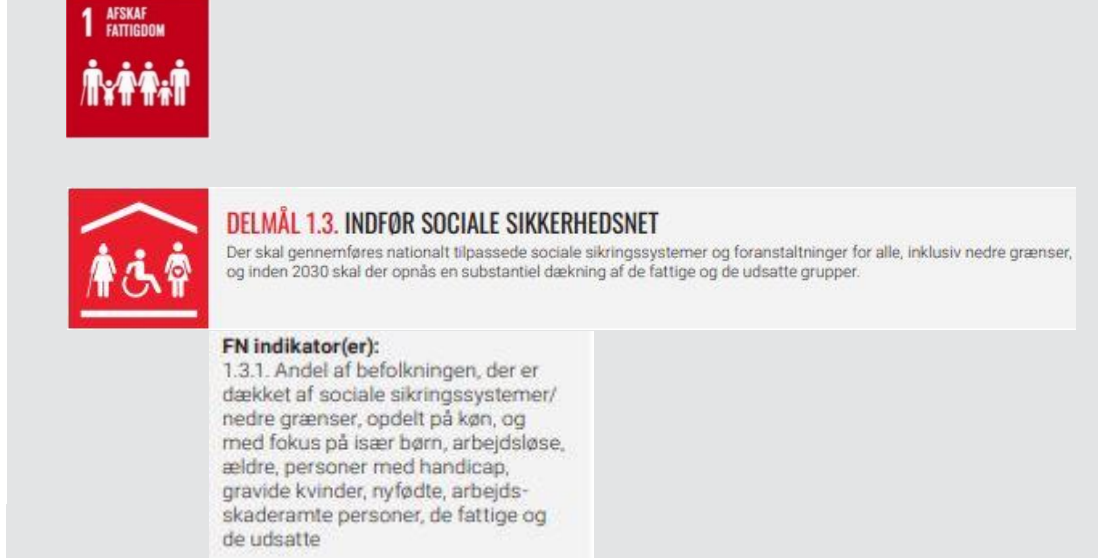 1 AFSKAF
FATTIGDOM
DELMÅL 1.3. INDFØR SOCIALE SIKKERHEDSNET
Der skal gennemføres nationalt tilpassede sociale sikringssystemer og foranstaltninger for alle, inklusiv nedre grænser,
og inden 2030 skal der opnås en substantiel dækning af de fattige og de udsatte grupper.
FN indikator(er):
1.3.1. Andel af befolkningen, der er
dækket af sociale sikringssystemer/
nedre grænser, opdelt på køn, og
med fokus på især børn, arbejdsløse,
ældre, personer med handicap,
gravide kvinder, nyfødte, arbejds-
skaderamte personer, de fattige og
de udsatte